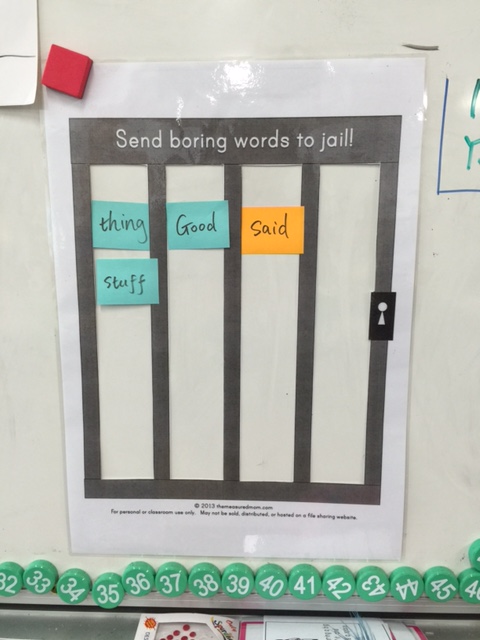 Send boring words to jail!
thing Good said
stuff
© 2013 themeasuredmom.com
For personal or classroom use only. May not be sold, distributed, or hosted on a file sharing website.
32 33 34 35 36 37 38 39 40 41 42 43 44 45